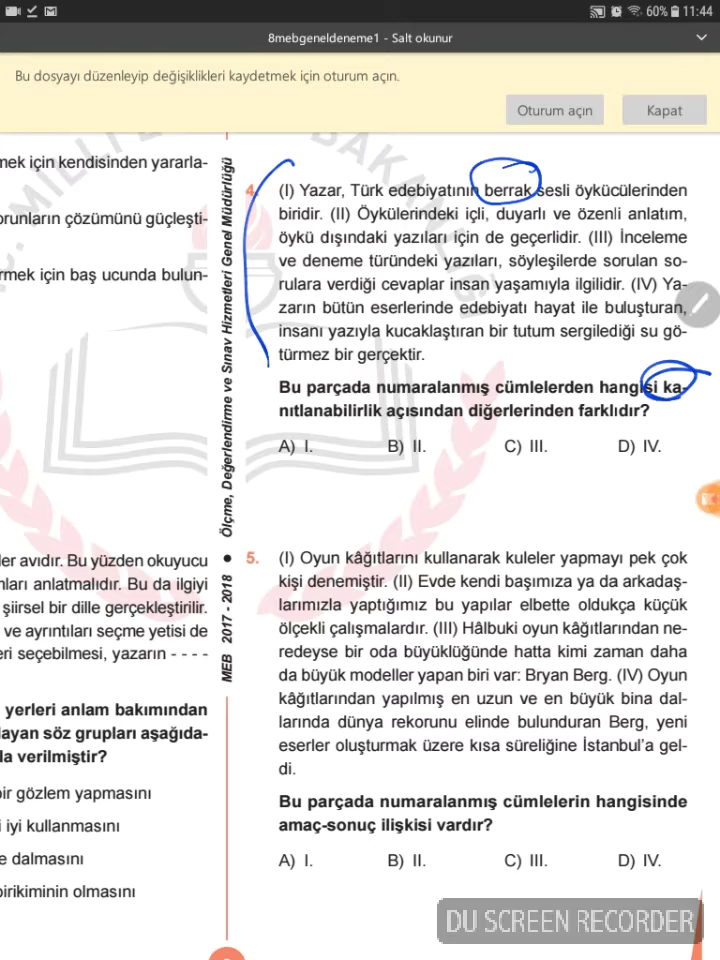 60% 11:44
8mebgeneldeneme1 - Salt okunur
Bu dosyayı düzenleyip değişiklikleri kaydetmek için oturum açın.
Oturum açın
Kapat
mek için kendisinden yararla-
orunların çözümünü güçleşti-
rmek için baş ucunda bulun-
ler avıdır. Bu yüzden okuyucu
nları anlatmalıdır. Bu da ilgiyi
şiirsel bir dille gerçekleştirilir.
ve ayrıntıları seçme yetisi de
eri seçebilmesi, yazarın - - - -
yerleri anlam bakımından
layan söz grupları aşağıda-
la verilmiştir?
bir gözlem yapmasını
i iyi kullanmasını
e dalmasını
birikiminin olmasını
MEB 2017 - 2018 ● Ölçme, Değerlendirme ve Sınav Hizmetleri Genel Müdürlüğü
4. (I) Yazar, Türk edebiyatının berrak sesli öykücülerinden
biridir. (II) Öykülerindeki içli, duyarlı ve özenli anlatım,
öykü dışındaki yazıları için de geçerlidir. (III) İnceleme
ve deneme türündeki yazıları, söyleşilerde sorulan so-
rulara verdiği cevaplar insan yaşamıyla ilgilidir. (IV) Ya-
zarın bütün eserlerinde edebiyatı hayat ile buluşturan,
insanı yazıyla kucaklaştıran bir tutum sergilediği su gö-
türmez bir gerçektir.
Bu parçada numaralanmış cümlelerden hangisi ka-
nıtlanabilirlik açısından diğerlerinden farklıdır?
A) I. B) II. C) III. D) IV.
5. (I) Oyun kâğıtlarını kullanarak kuleler yapmayı pek çok
kişi denemiştir. (II) Evde kendi başımıza ya da arkadaş-
larımızla yaptığımız bu yapılar elbette oldukça küçük
ölçekli çalışmalardır. (III) Hâlbuki oyun kâğıtlarından ne-
redeyse bir oda büyüklüğünde hatta kimi zaman daha
da büyük modeller yapan biri var: Bryan Berg. (IV) Oyun
kâğıtlarından yapılmış en uzun ve en büyük bina dal-
larında dünya rekorunu elinde bulunduran Berg, yeni
eserler oluşturmak üzere kısa süreliğine İstanbul'a gel-
di.
Bu parçada numaralanmış cümlelerin hangisinde
amaç-sonuç ilişkisi vardır?
A) I. B) II. C) III. D) IV.
DU SCREEN RECORDER